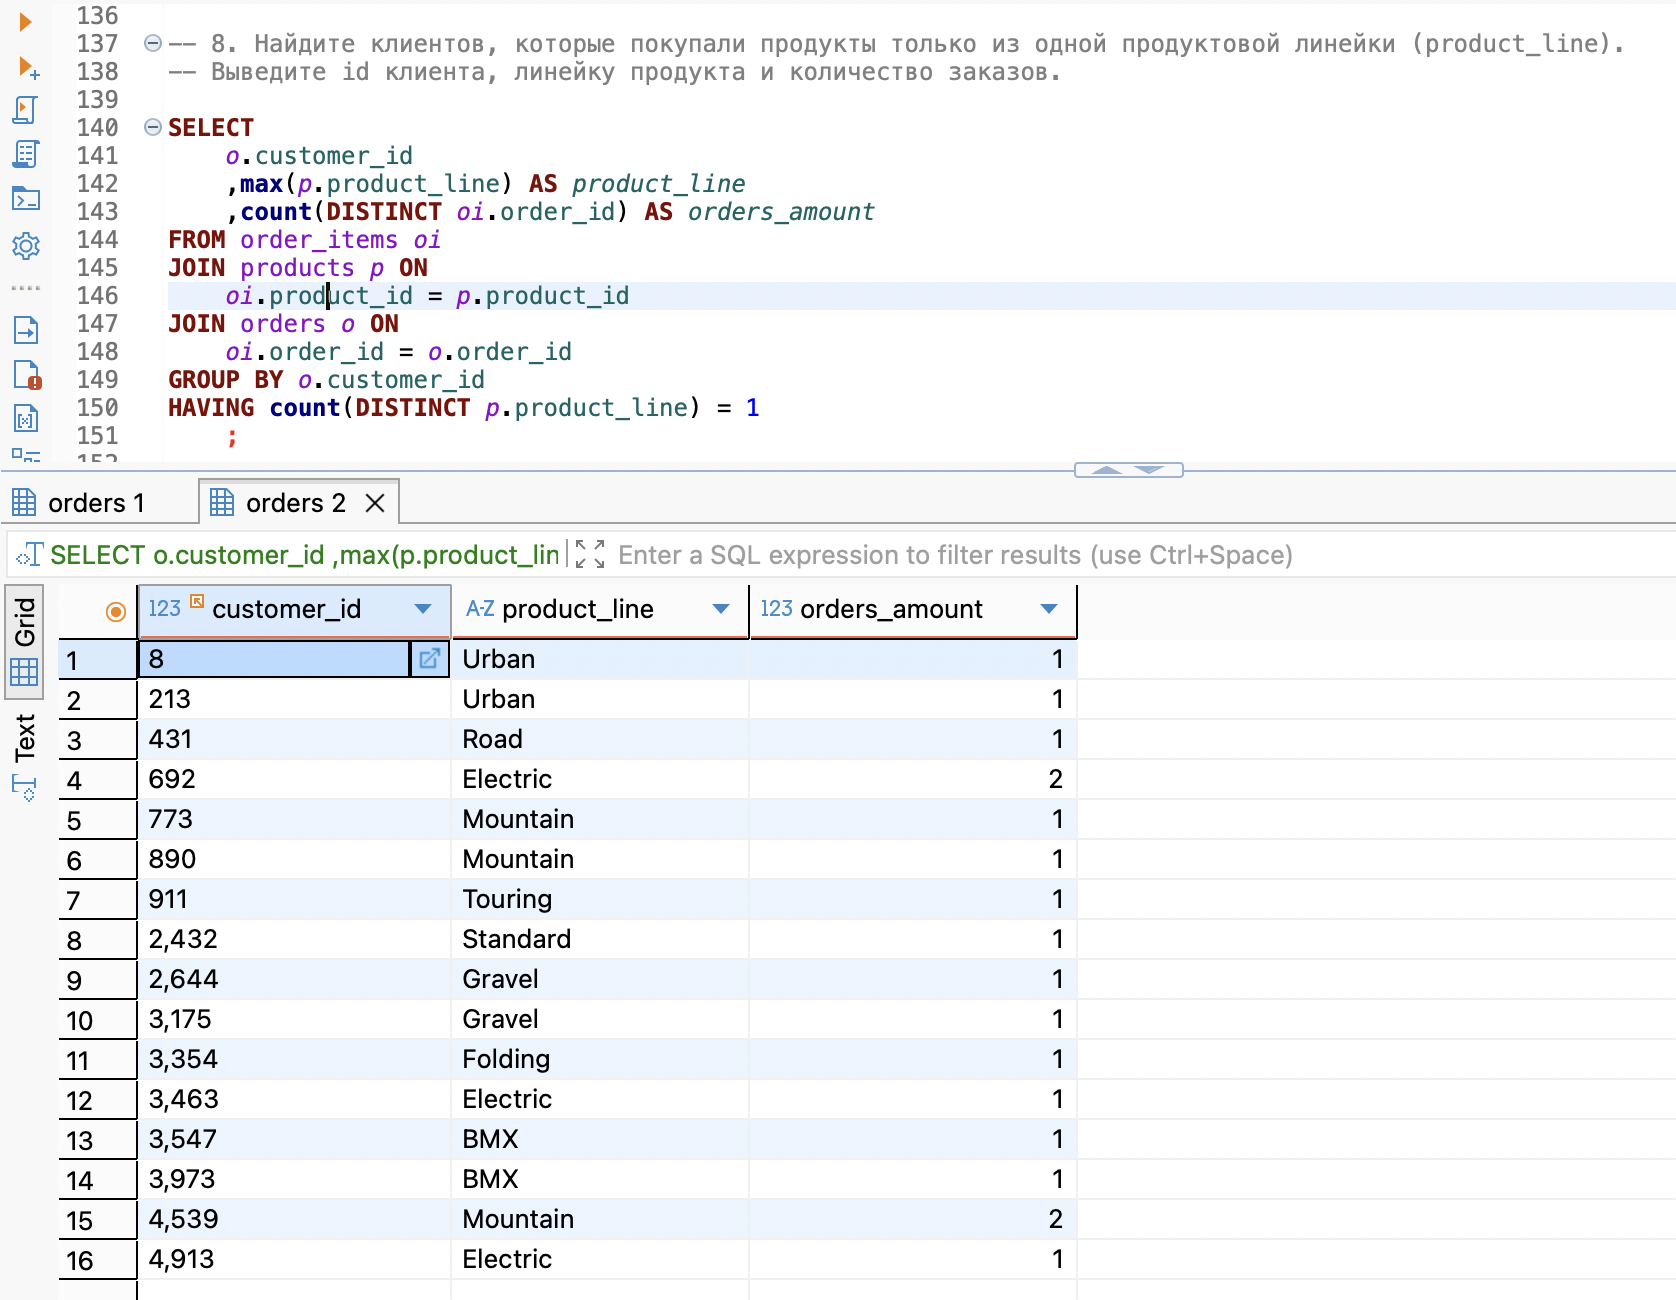 136
137 -- 8. Найдите клиентов, которые покупали продукты только из одной продуктовой линейки (product_line).
138 -- Выведите id клиента, линейку продукта и количество заказов.
139
140 SELECT
141 o.customer_id
142 ,max(p.product_line) AS product_line
143 ,count(DISTINCT oi.order_id) AS orders_amount
144 FROM order_items oi
145 JOIN products p ON
146 oi.product_id = p.product_id
147 JOIN orders o ON
148 oi.order_id = o.order_id
149 GROUP BY o.customer_id
150 HAVING count(DISTINCT p.product_line) = 1
151 ;
152
orders 1 orders 2
SELECT o.customer_id ,max(p.product_lin Enter a SQL expression to filter results (use Ctrl+Space)
Grid
Text
123 customer_id A-Z product_line 123 orders_amount
1 8 Urban 1
2 213 Urban 1
3 431 Road 1
4 692 Electric 2
5 773 Mountain 1
6 890 Mountain 1
7 911 Touring 1
8 2,432 Standard 1
9 2,644 Gravel 1
10 3,175 Gravel 1
11 3,354 Folding 1
12 3,463 Electric 1
13 3,547 BMX 1
14 3,973 BMX 1
15 4,539 Mountain 2
16 4,913 Electric 1